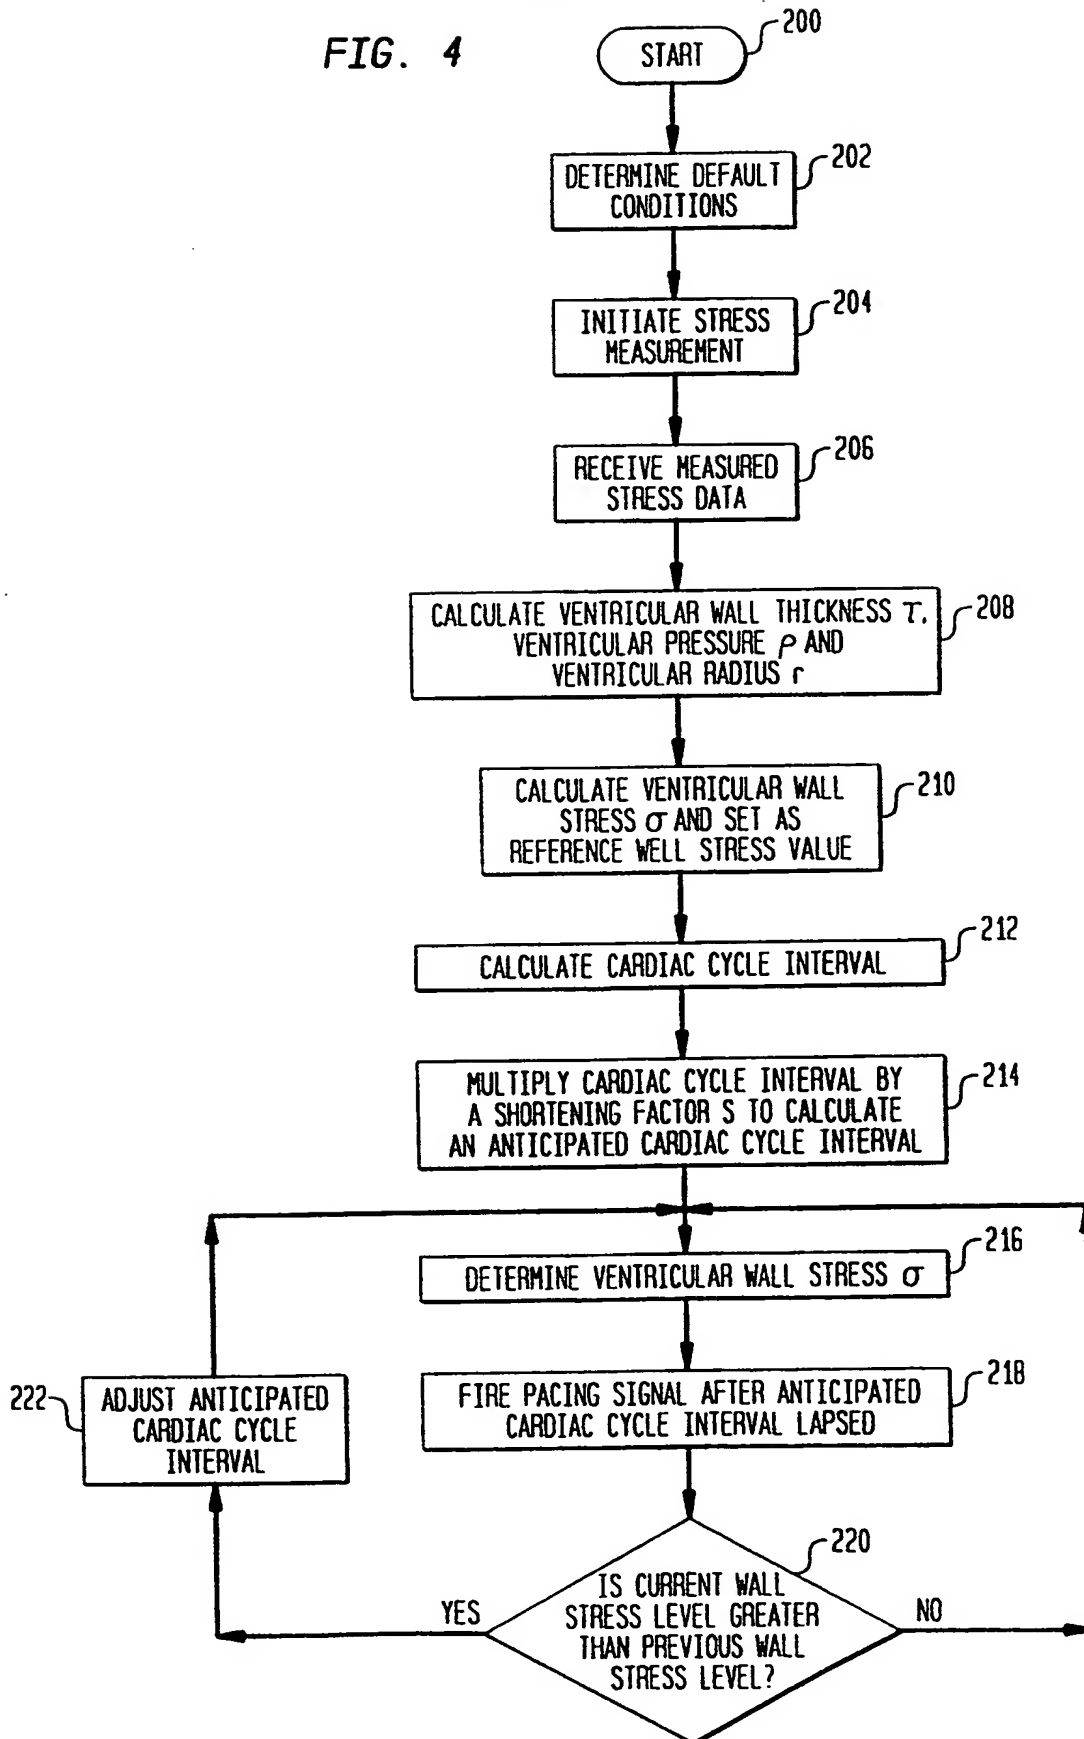 FIG. 4
START
200
DETERMINE DEFAULT
CONDITIONS
202
INITIATE STRESS
MEASUREMENT
204
RECEIVE MEASURED
STRESS DATA
206
CALCULATE VENTRICULAR WALL THICKNESS τ.
VENTRICULAR PRESSURE ρ AND
VENTRICULAR RADIUS r
208
CALCULATE VENTRICULAR WALL
STRESS σ AND SET AS
REFERENCE WELL STRESS VALUE
210
CALCULATE CARDIAC CYCLE INTERVAL
212
MULTIPLY CARDIAC CYCLE INTERVAL BY
A SHORTENING FACTOR S TO CALCULATE
AN ANTICIPATED CARDIAC CYCLE INTERVAL
214
DETERMINE VENTRICULAR WALL STRESS σ
216
FIRE PACING SIGNAL AFTER ANTICIPATED
CARDIAC CYCLE INTERVAL LAPSED
218
222
ADJUST ANTICIPATED
CARDIAC CYCLE
INTERVAL
220
IS CURRENT WALL
STRESS LEVEL GREATER
THAN PREVIOUS WALL
STRESS LEVEL?
YES
NO